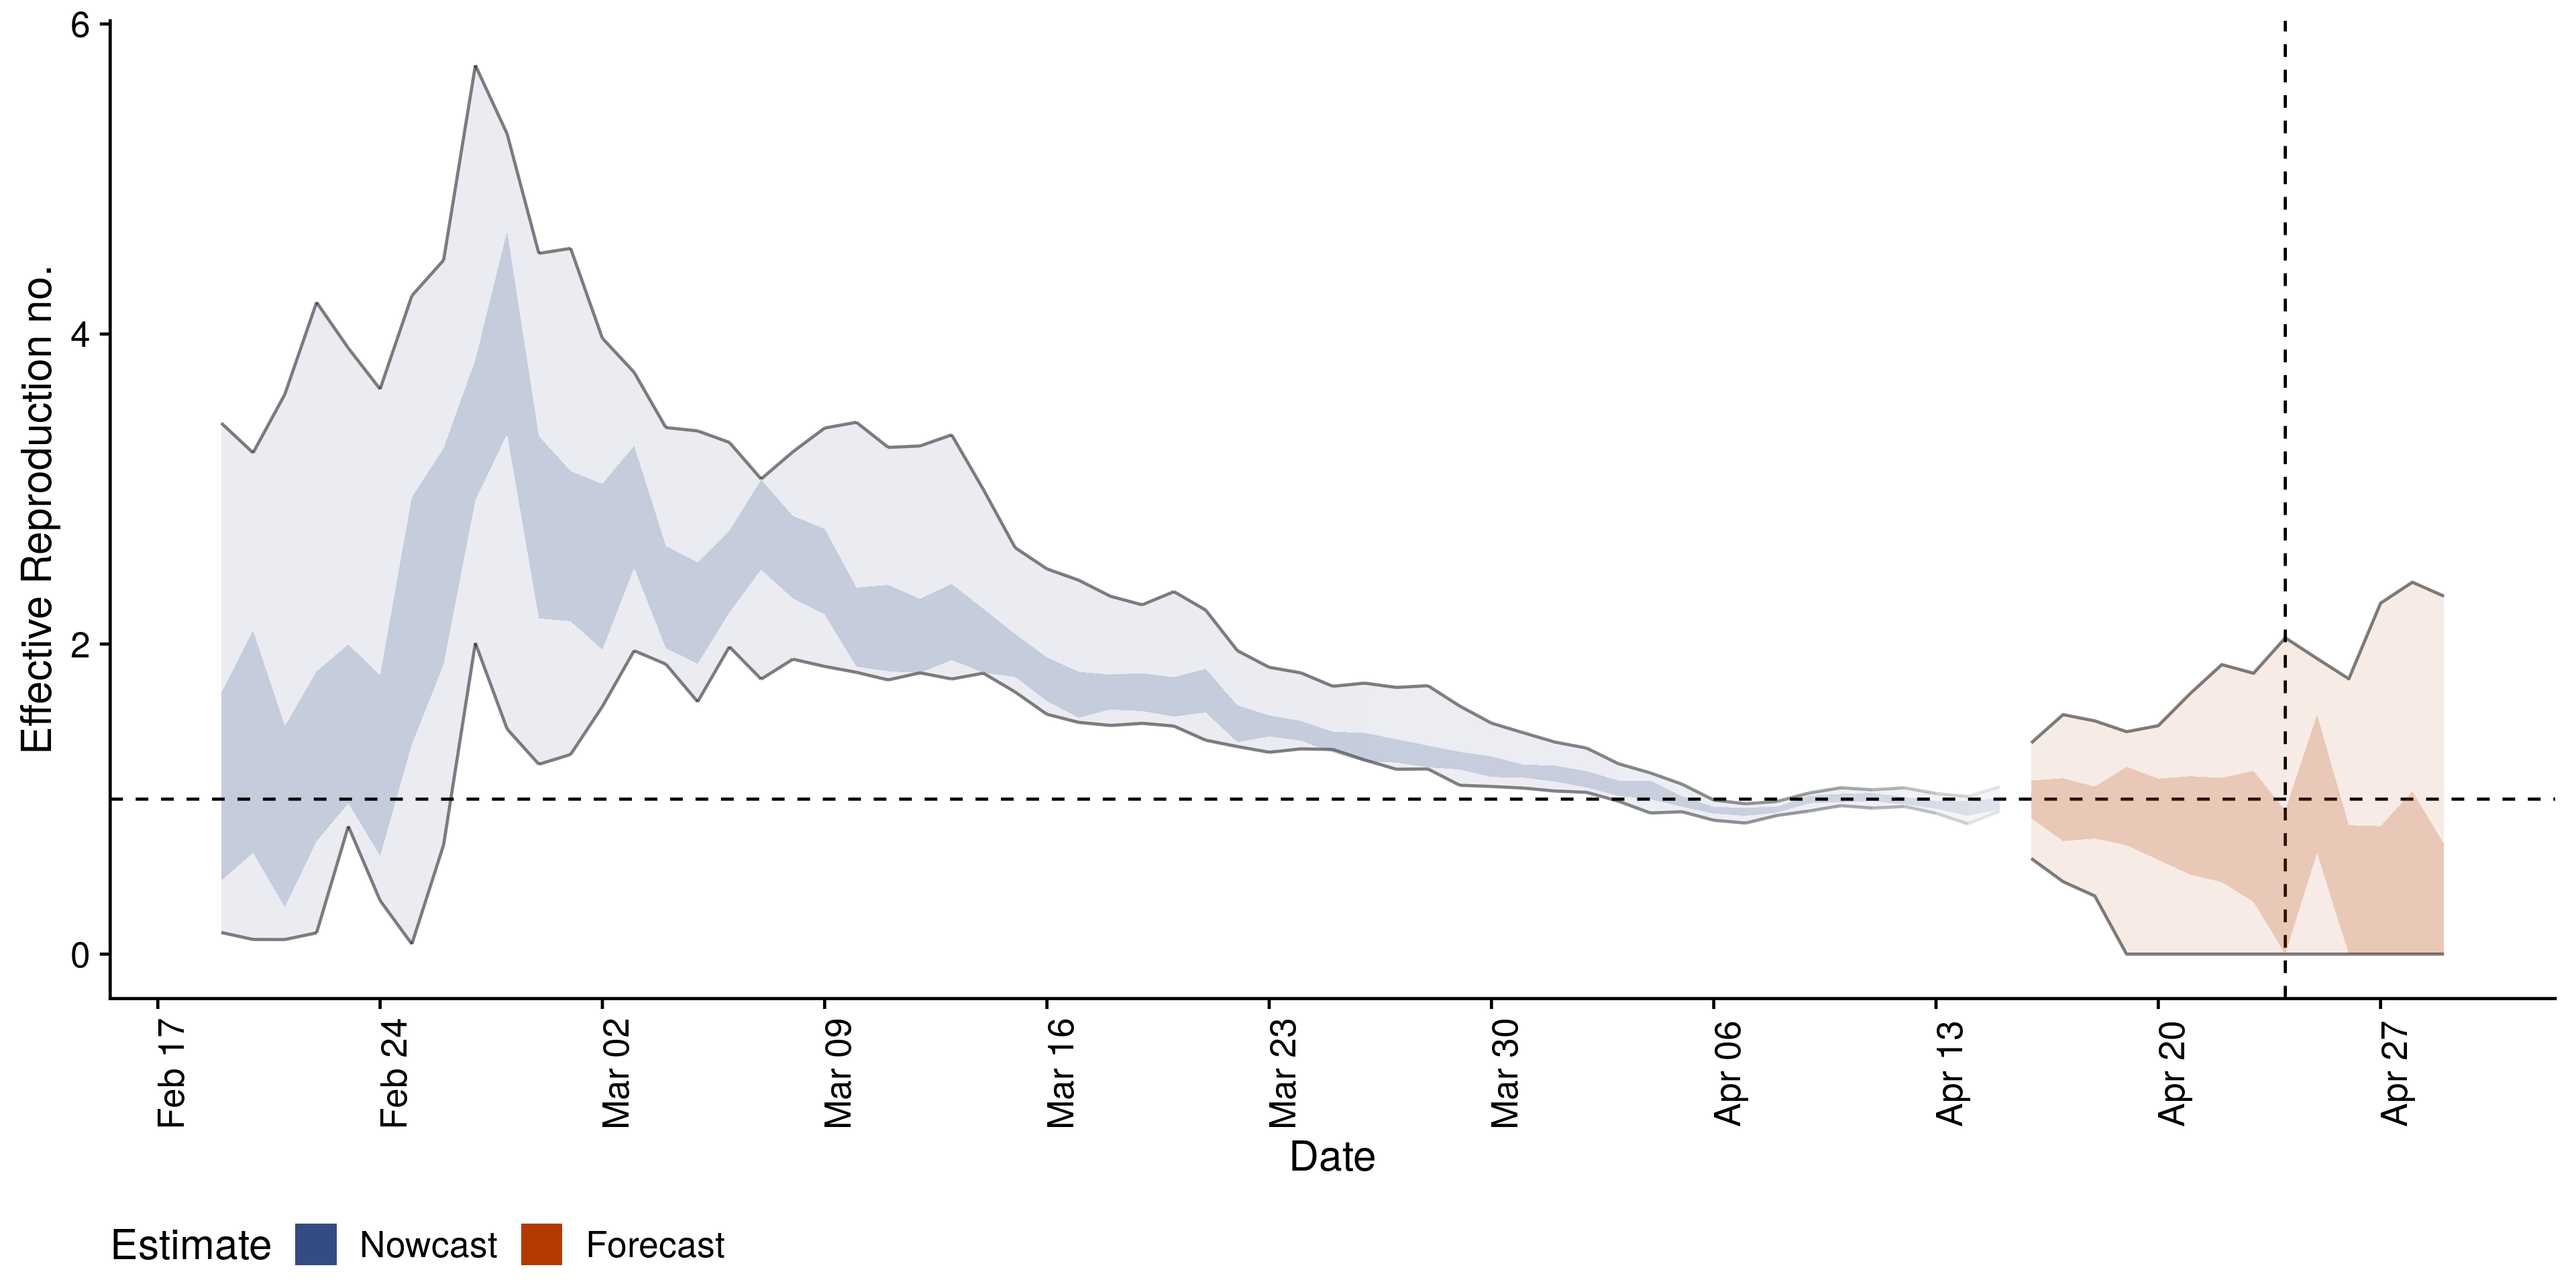 Effective Reproduction no.
6
4
2
0
Feb 17
Feb 24
Mar 02
Mar 09
Mar 16
Mar 23
Mar 30
Apr 06
Apr 13
Apr 20
Apr 27
Date
Estimate Nowcast Forecast